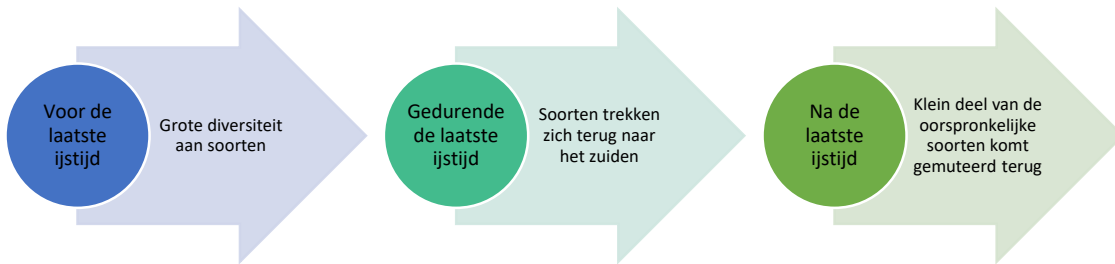 Voor de
laatste
ijstijd
Grote diversiteit
aan soorten
Gedurende
de laatste
ijstijd
Soorten trekken
zich terug naar
het zuiden
Na de
laatste
ijstijd
Klein deel van de
oorspronkelijke
soorten komt
gemuteerd terug